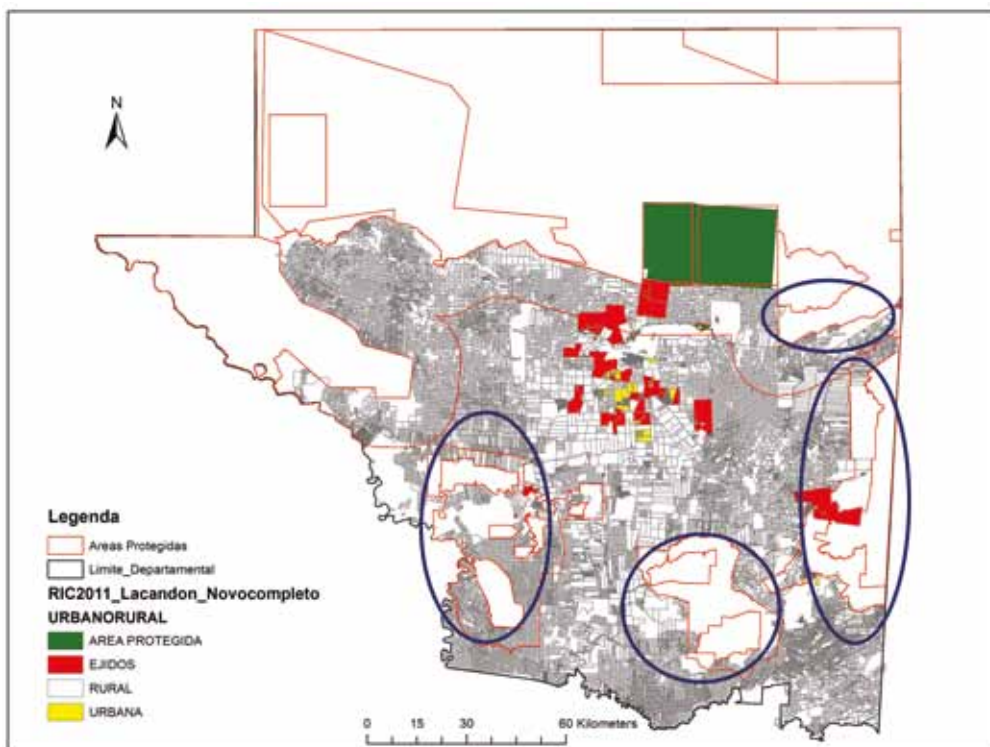 N
Legenda
Areas Protegidas
Limite_Departamental
RIC2011_Lacandon_Novocompleto
URBANORURAL
AREA PROTEGIDA
EJIDOS
RURAL
URBANA
0 15 30 60 Kilometers